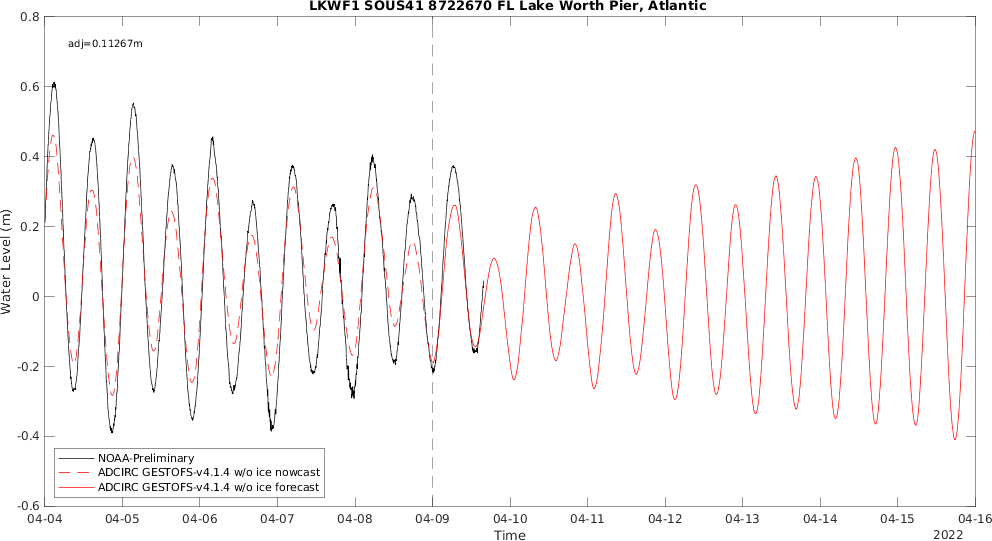 LKWF1 SOUS41 8722670 FL Lake Worth Pier, Atlantic
adj=0.11267m
0.8
0.6
0.4
0.2
0
-0.2
-0.4
-0.6
Water Level (m)
NOAA-Preliminary
ADCIRC GESTOFS-v4.1.4 w/o ice nowcast
ADCIRC GESTOFS-v4.1.4 w/o ice forecast
04-04 04-05 04-06 04-07 04-08 04-09 04-10 04-11 04-12 04-13 04-14 04-15 04-16
Time
2022